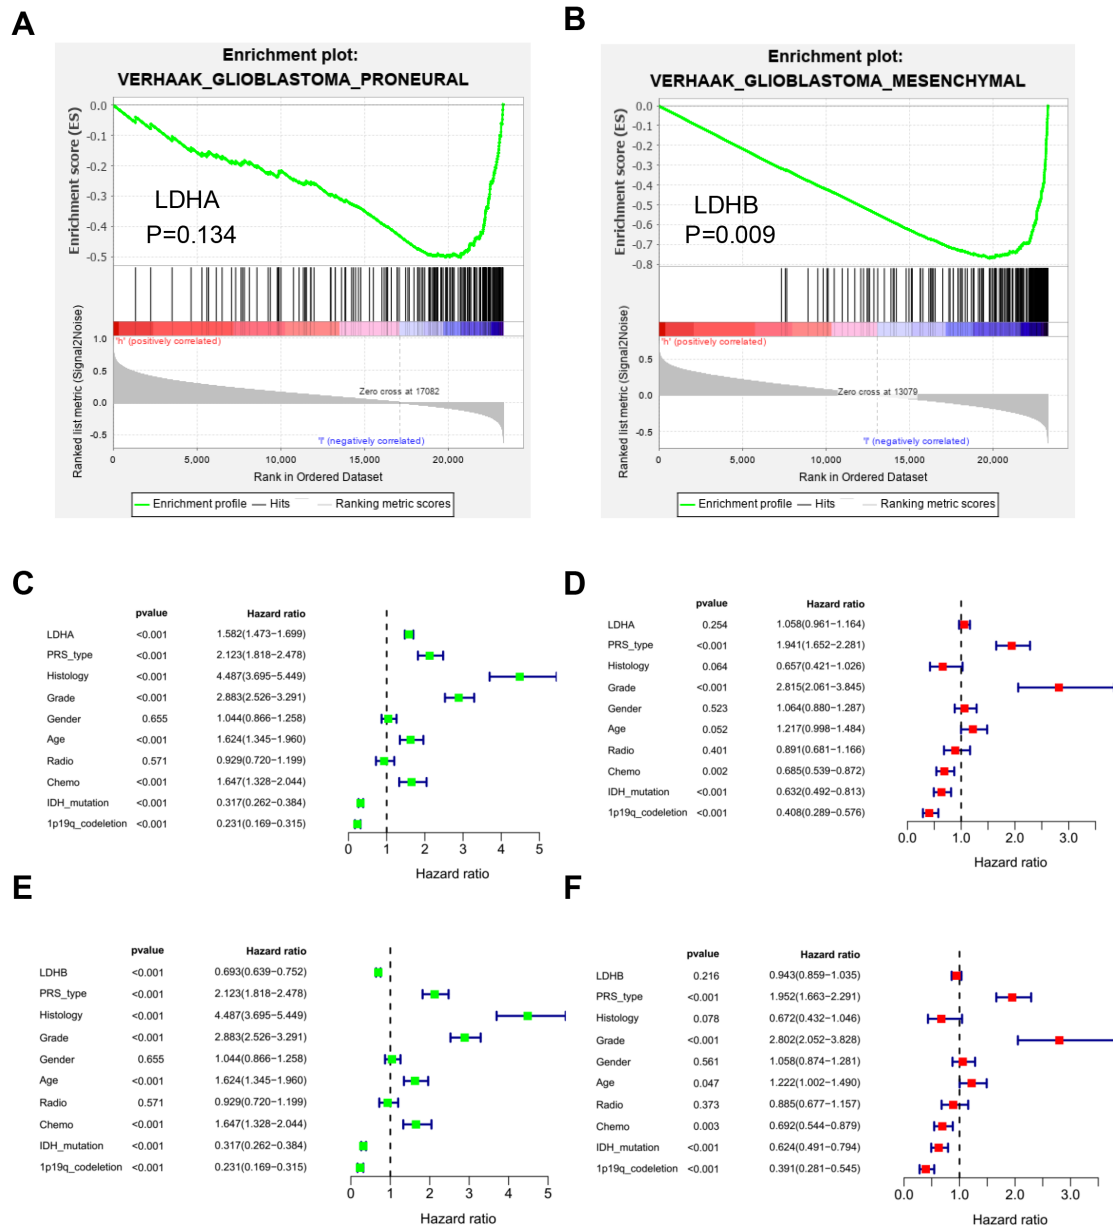 A
Enrichment plot:
VERHAAK_GLIOBLASTOMA_PRONEURAL
Enrichment score (ES)
0.0
-0.1
-0.2
-0.3
-0.4
-0.5
LDHA
P=0.134
Ranked list metric (Signal2Noise)
1.0
0.5
0.0
-0.5
'h' (positively correlated)
Zero cross at 17082
'l' (negatively correlated)
0 5,000 10,000 15,000 20,000
Rank in Ordered Dataset
Enrichment profile Hits Ranking metric scores
B
Enrichment plot:
VERHAAK_GLIOBLASTOMA_MESENCHYMAL
Enrichment score (ES)
0.0
-0.1
-0.2
-0.3
-0.4
-0.5
-0.6
-0.7
-0.8
LDHB
P=0.009
Ranked list metric (Signal2Noise)
0.5
0.0
-0.5
'h' (positively correlated)
Zero cross at 13079
'l' (negatively correlated)
0 5,000 10,000 15,000 20,000
Rank in Ordered Dataset
Enrichment profile Hits Ranking metric scores
C
pvalue Hazard ratio
LDHA <0.001 1.582(1.473−1.699)
PRS_type <0.001 2.123(1.818−2.478)
Histology <0.001 4.487(3.695−5.449)
Grade <0.001 2.883(2.526−3.291)
Gender 0.655 1.044(0.866−1.258)
Age <0.001 1.624(1.345−1.960)
Radio 0.571 0.929(0.720−1.199)
Chemo <0.001 1.647(1.328−2.044)
IDH_mutation <0.001 0.317(0.262−0.384)
1p19q_codeletion <0.001 0.231(0.169−0.315)
0 1 2 3 4 5
Hazard ratio
D
pvalue Hazard ratio
LDHA 0.254 1.058(0.961−1.164)
PRS_type <0.001 1.941(1.652−2.281)
Histology 0.064 0.657(0.421−1.026)
Grade <0.001 2.815(2.061−3.845)
Gender 0.523 1.064(0.880−1.287)
Age 0.052 1.217(0.998−1.484)
Radio 0.401 0.891(0.681−1.166)
Chemo 0.002 0.685(0.539−0.872)
IDH_mutation <0.001 0.632(0.492−0.813)
1p19q_codeletion <0.001 0.408(0.289−0.576)
0.0 1.0 2.0 3.0
Hazard ratio
E
pvalue Hazard ratio
LDHB <0.001 0.693(0.639−0.752)
PRS_type <0.001 2.123(1.818−2.478)
Histology <0.001 4.487(3.695−5.449)
Grade <0.001 2.883(2.526−3.291)
Gender 0.655 1.044(0.866−1.258)
Age <0.001 1.624(1.345−1.960)
Radio 0.571 0.929(0.720−1.199)
Chemo <0.001 1.647(1.328−2.044)
IDH_mutation <0.001 0.317(0.262−0.384)
1p19q_codeletion <0.001 0.231(0.169−0.315)
0 1 2 3 4 5
Hazard ratio
F
pvalue Hazard ratio
LDHB 0.216 0.943(0.859−1.035)
PRS_type <0.001 1.952(1.663−2.291)
Histology 0.078 0.672(0.432−1.046)
Grade <0.001 2.802(2.052−3.828)
Gender 0.561 1.058(0.874−1.281)
Age 0.047 1.222(1.002−1.490)
Radio 0.373 0.885(0.677−1.157)
Chemo 0.003 0.692(0.544−0.879)
IDH_mutation <0.001 0.624(0.491−0.794)
1p19q_codeletion <0.001 0.391(0.281−0.545)
0.0 1.0 2.0 3.0
Hazard ratio